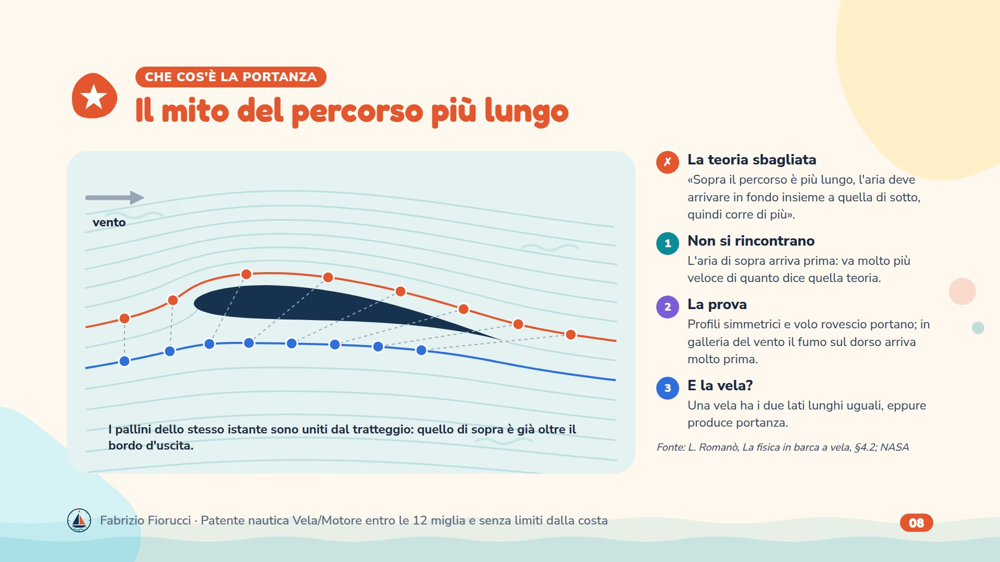 CHE COS'È LA PORTANZA
Il mito del percorso più lungo
vento
I pallini dello stesso istante sono uniti dal tratteggio: quello di sopra è già oltre il
bordo d'uscita.
✗ La teoria sbagliata
«Sopra il percorso è più lungo, l'aria deve
arrivare in fondo insieme a quella di sotto,
quindi corre di più».
1 Non si rincontrano
L'aria di sopra arriva prima: va molto più
veloce di quanto dice quella teoria.
2 La prova
Profili simmetrici e volo rovescio portano; in
galleria del vento il fumo sul dorso arriva
molto prima.
3 E la vela?
Una vela ha i due lati lunghi uguali, eppure
produce portanza.
Fonte: L. Romanò, La fisica in barca a vela, §4.2; NASA
Fabrizio Fiorucci · Patente nautica Vela/Motore entro le 12 miglia e senza limiti dalla costa
08